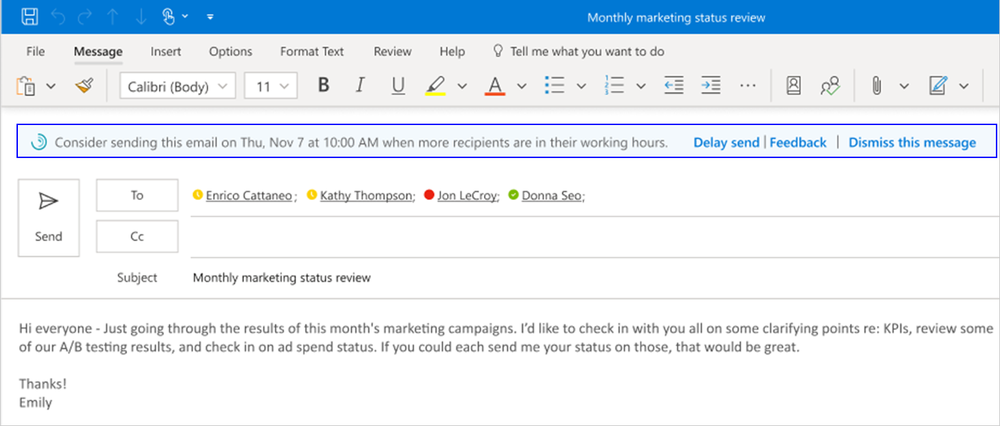 Monthly marketing status review
File Message Insert Options Format Text Review Help Tell me what you want to do
Calibri (Body) 11 B I U A 1 2 3
Consider sending this email on Thu, Nov 7 at 10:00 AM when more recipients are in their working hours. Delay send | Feedback | Dismiss this message
To Enrico Cattaneo; Kathy Thompson; Jon LeCroy; Donna Seo;
Send Cc
Subject Monthly marketing status review
Hi everyone - Just going through the results of this month's marketing campaigns. I’d like to check in with you all on some clarifying points re: KPIs, review some
of our A/B testing results, and check in on ad spend status. If you could each send me your status on those, that would be great.
Thanks!
Emily